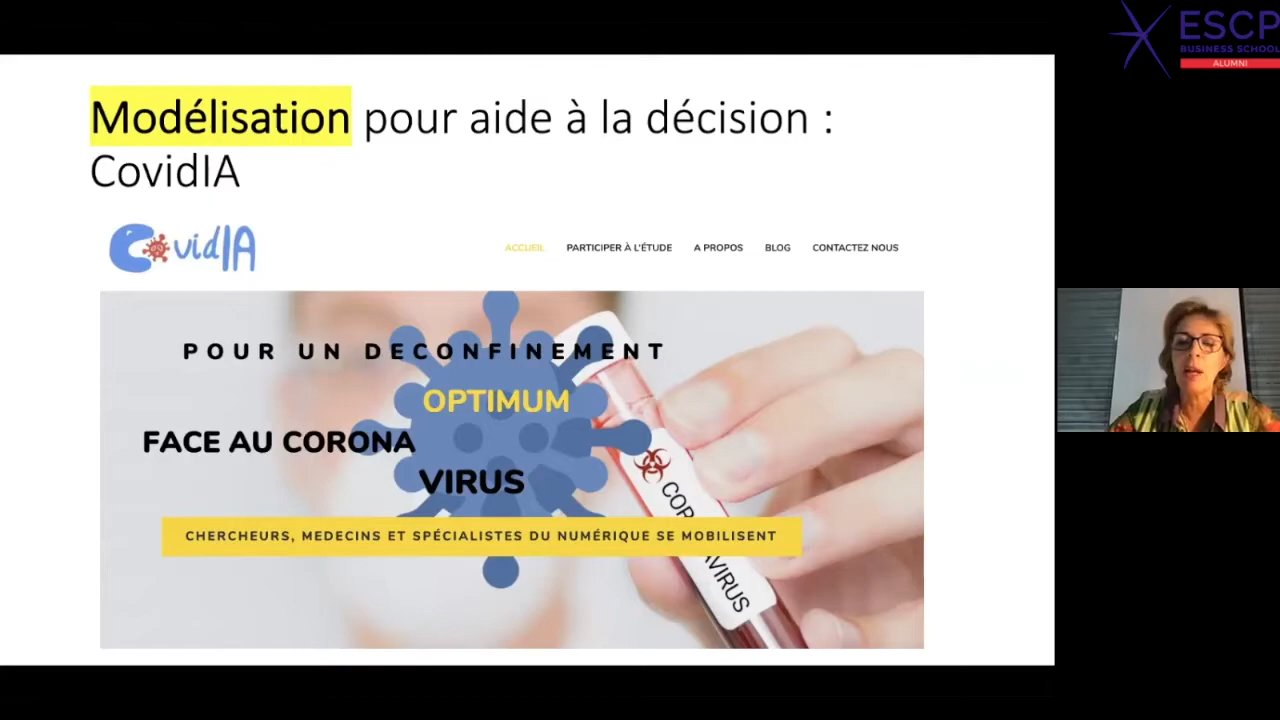 ESCP
BUSINESS SCHOOL
ALUMNI
Modélisation pour aide à la décision :
CovidIA
CovidIA
ACCUEIL PARTICIPER À L'ÉTUDE A PROPOS BLOG CONTACTEZ NOUS
POUR UN DECONFINEMENT
OPTIMUM
FACE AU CORONA
VIRUS
CHERCHEURS, MEDECINS ET SPÉCIALISTES DU NUMÉRIQUE SE MOBILISENT